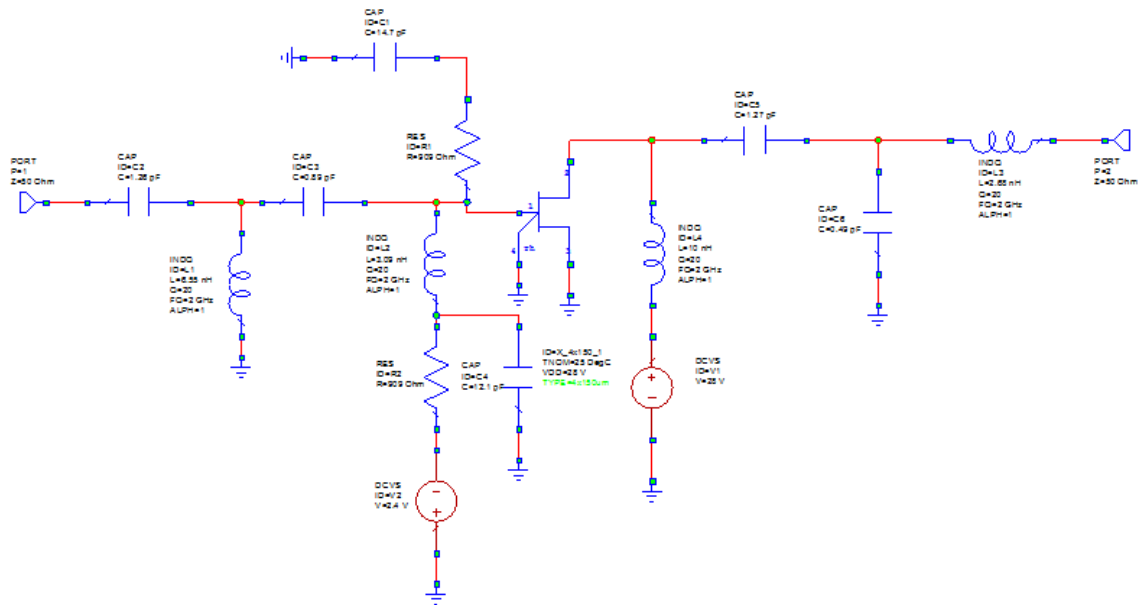 CAP
ID=C1
C=14.7 pF
RES
ID=R1
R=909 Ohm
PORT
P=1
Z=50 Ohm
CAP
ID=C2
C=1.26 pF
CAP
ID=C3
C=0.89 pF
INDQ
ID=L1
L=6.55 nH
Q=20
FQ=2 GHz
ALPH=1
INDQ
ID=L2
L=3.09 nH
Q=20
FQ=2 GHz
ALPH=1
1
2
3
4
RES
ID=R2
R=909 Ohm
CAP
ID=C4
C=12.1 pF
ID=X_4x150_1
TNOM=25 DegC
VDD=28 V
TYPE=4x150um
DCVS
ID=V2
V=2.4 V
INDQ
ID=L4
L=10 nH
Q=20
FQ=2 GHz
ALPH=1
DCVS
ID=V1
V=28 V
CAP
ID=C5
C=1.27 pF
CAP
ID=C6
C=0.49 pF
INDQ
ID=L3
L=2.65 nH
Q=20
FQ=2 GHz
ALPH=1
PORT
P=2
Z=50 Ohm